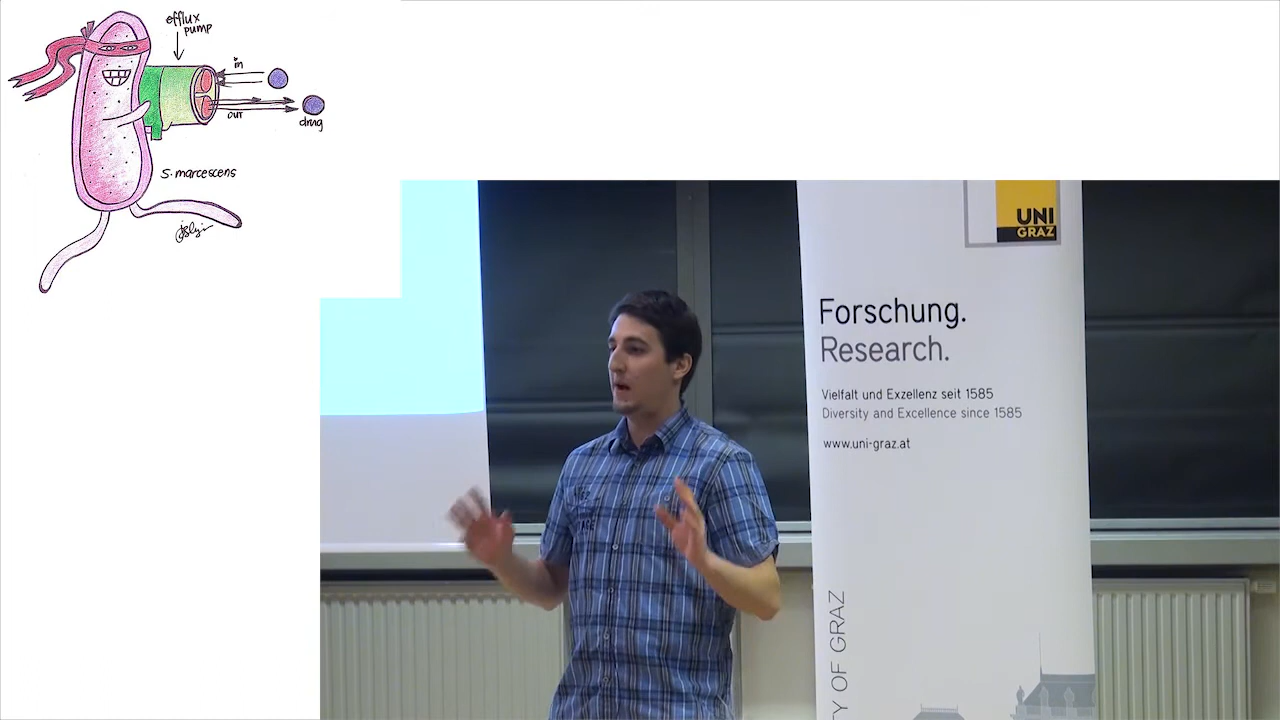 efflux
pump
in
out
drug
S. marcescens
UNI
GRAZ
Forschung.
Research.
Vielfalt und Exzellenz seit 1585
Diversity and Excellence since 1585
www.uni-graz.at
TY OF GRAZ